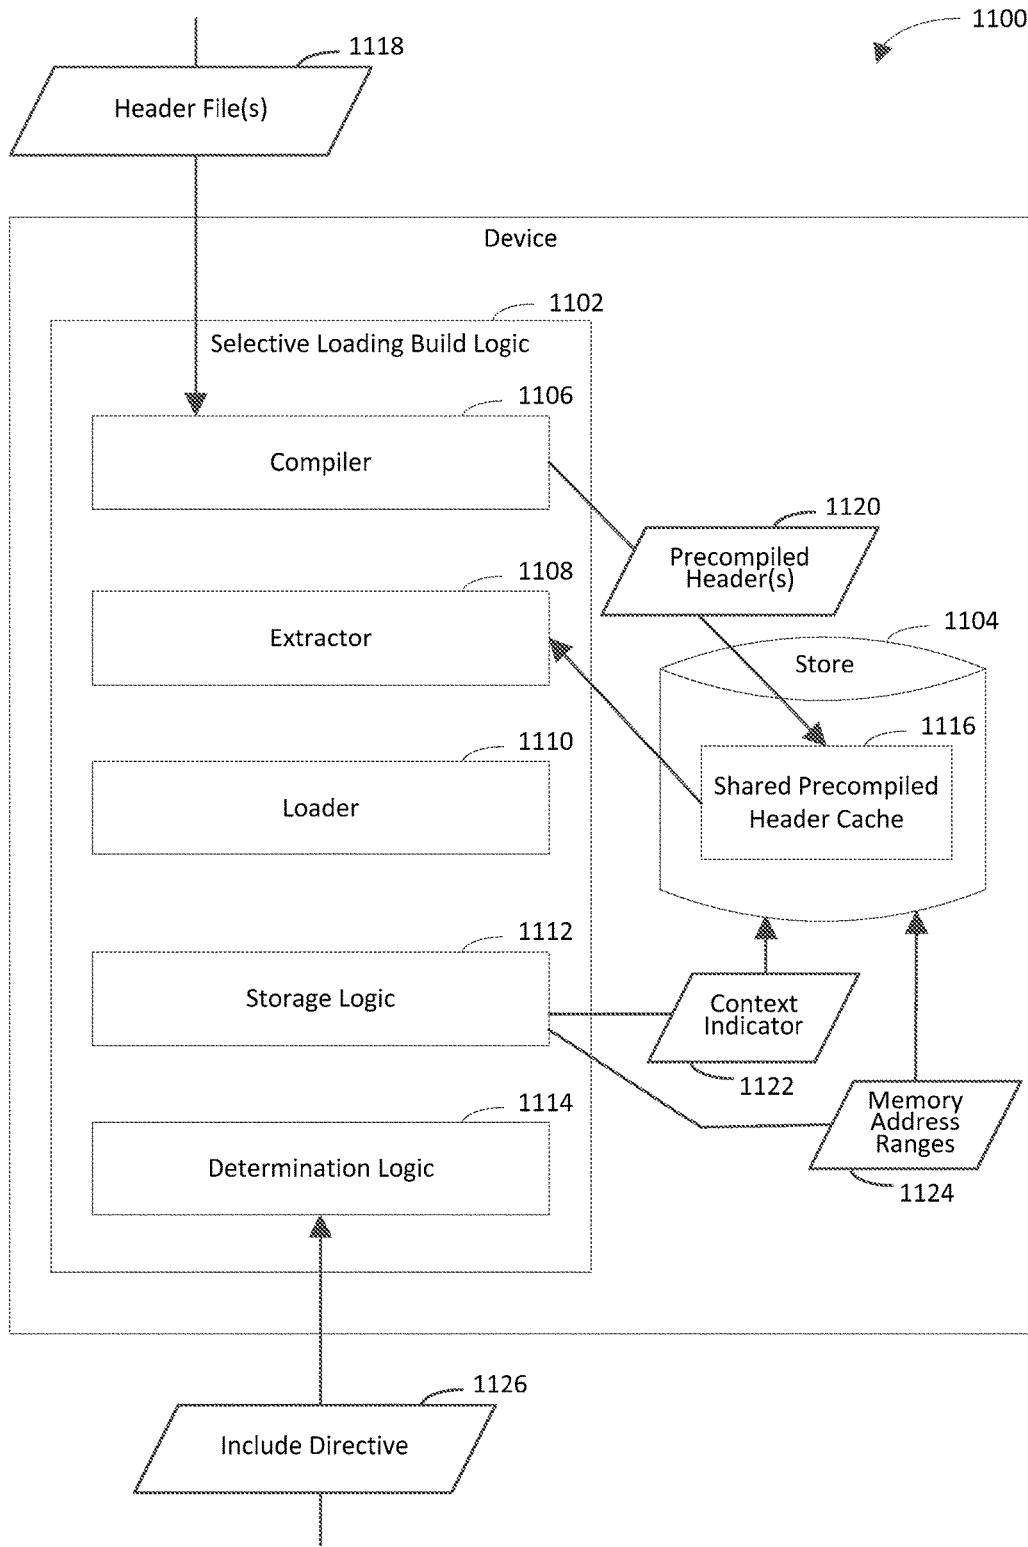 1100
1118
Header File(s)
Device
1102
Selective Loading Build Logic
1106
Compiler
1120
Precompiled
Header(s)
1108
Extractor
1104
Store
1116
Shared Precompiled
Header Cache
1110
Loader
1112
Storage Logic
Context
Indicator
1122
Memory
Address
Ranges
1124
1114
Determination Logic
1126
Include Directive